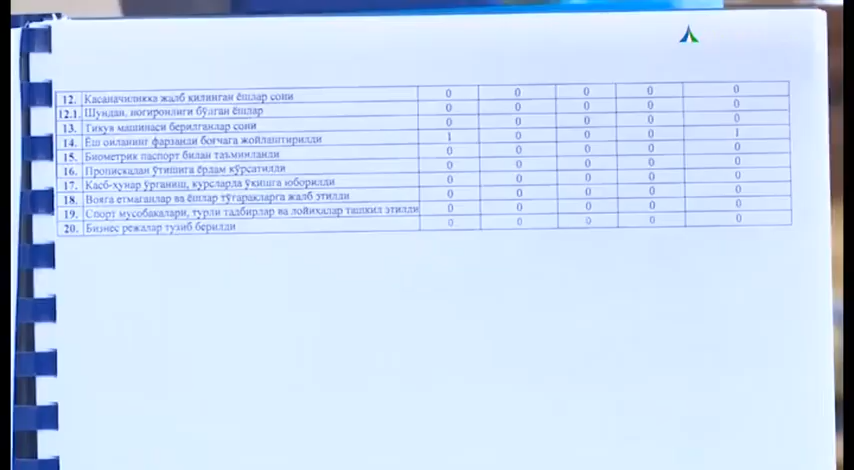 12. Касаначиликка жалб қилинган ёшлар сони 0 0 0 0 0
12.1. Шундан, ногиронлиги бўлган ёшлар 0 0 0 0 0
13. Тикув машинаси берилганлар сони 0 0 0 0 0
14. Ёш оиланинг фарзанди боғчага жойлаштирилди 1 0 0 0 1
15. Биометрик паспорт билан таъминланди 0 0 0 0 0
16. Прописkадан ўтишига ёрдам кўрсатилди 0 0 0 0 0
17. Касб-ҳунар ўрганиш, курсларда ўқишга юборилди 0 0 0 0 0
18. Вояга етмаганлар ва ёшлар тўгаракларга жалб этилди 0 0 0 0 0
19. Спорт мусобақалари, турли тадбирлар ва лойиҳалар ташкил этилди 0 0 0 0 0
20. Бизнес режалар тузиб берилди 0 0 0 0 0